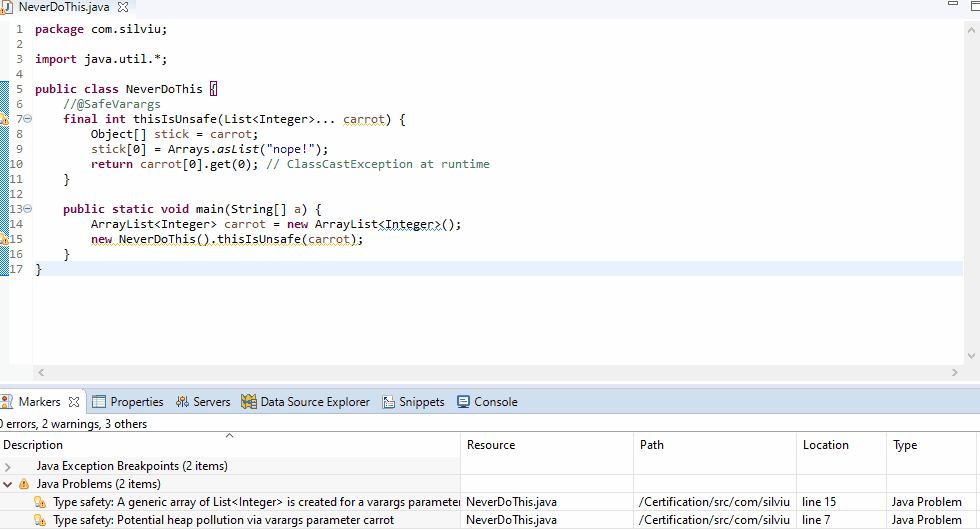 NeverDoThis.java
1 package com.silviu;
2
3 import java.util.*;
4
5 public class NeverDoThis {
6 //@SafeVarargs
7 final int thisIsUnsafe(List<Integer>... carrot) {
8 Object[] stick = carrot;
9 stick[0] = Arrays.asList("nope!");
10 return carrot[0].get(0); // ClassCastException at runtime
11 }
12
13 public static void main(String[] a) {
14 ArrayList<Integer> carrot = new ArrayList<Integer>();
15 new NeverDoThis().thisIsUnsafe(carrot);
16 }
17 }
Markers Properties Servers Data Source Explorer Snippets Console
0 errors, 2 warnings, 3 others
Description Resource Path Location Type
Java Exception Breakpoints (2 items)
Java Problems (2 items)
Type safety: A generic array of List<Integer> is created for a varargs parameter NeverDoThis.java /Certification/src/com/silviu line 15 Java Problem
Type safety: Potential heap pollution via varargs parameter carrot NeverDoThis.java /Certification/src/com/silviu line 7 Java Problem